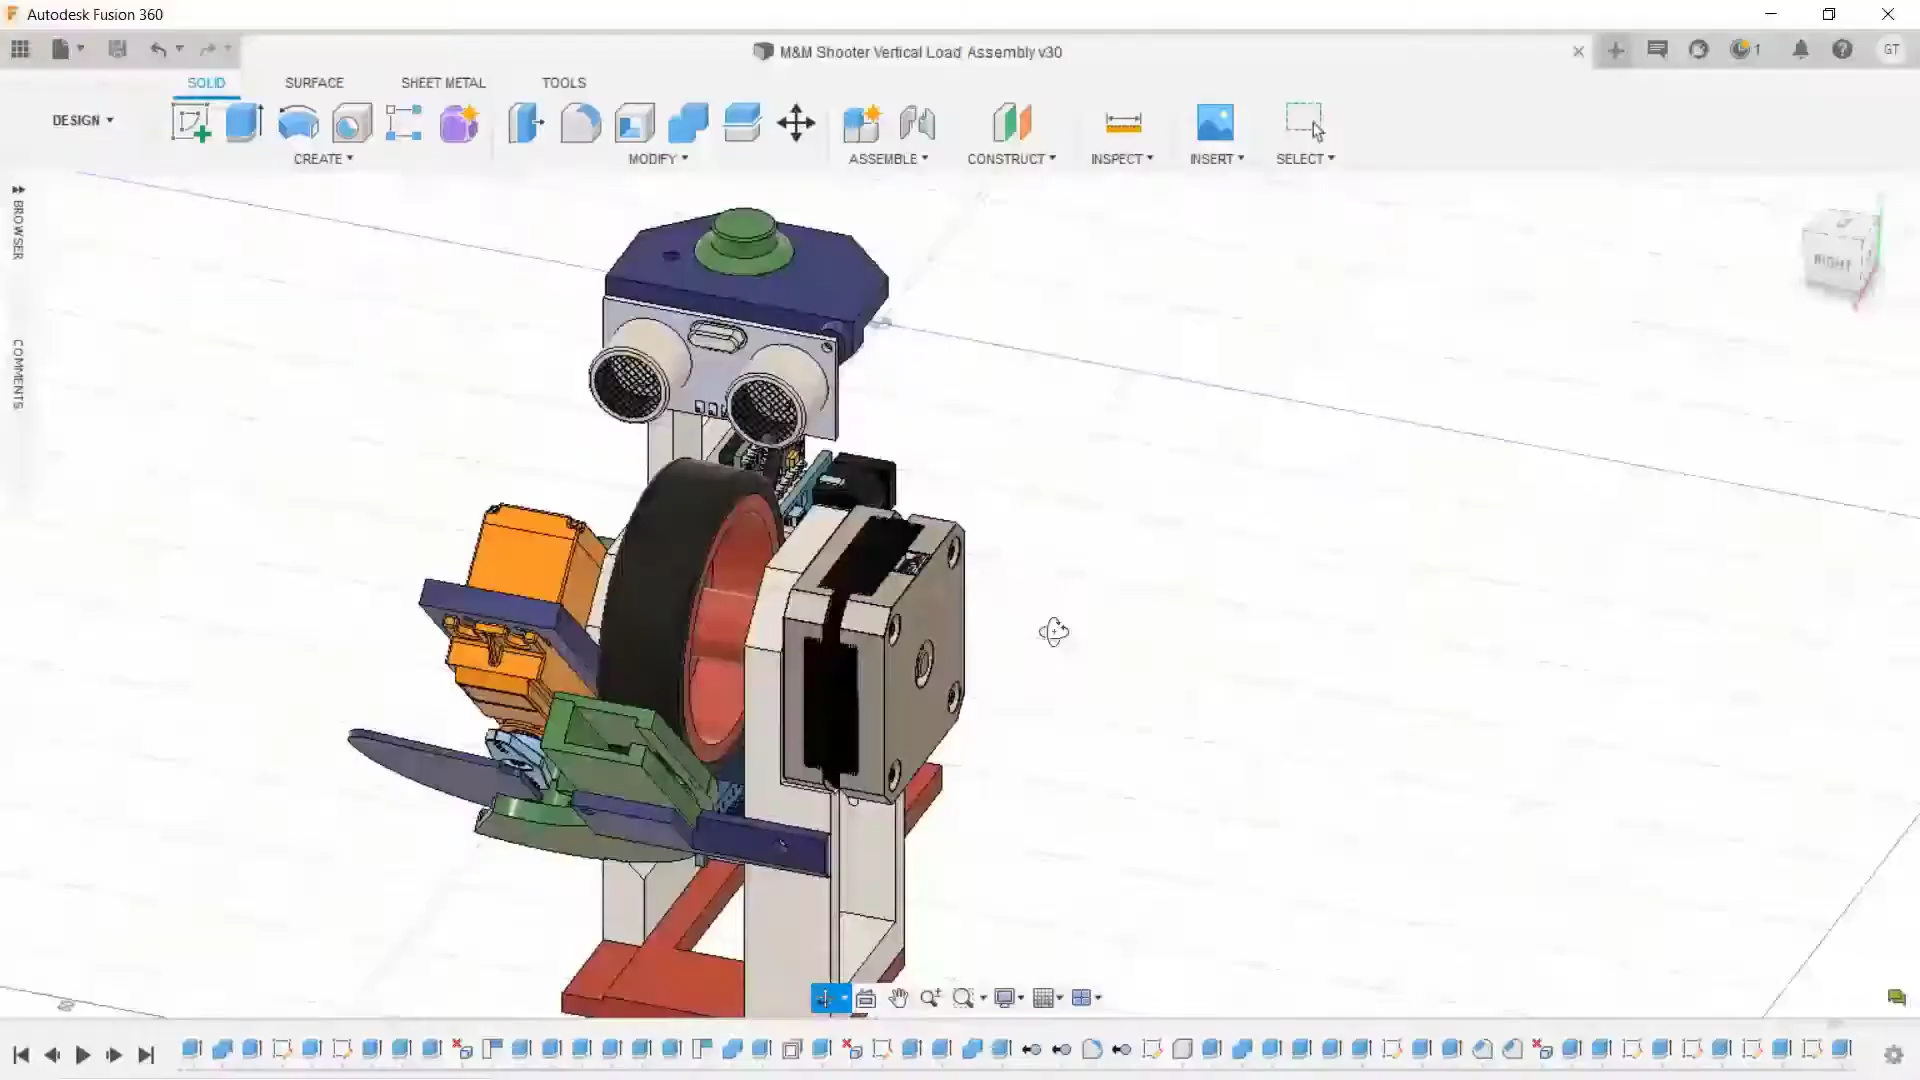 Autodesk Fusion 360
M&M Shooter Vertical Load Assembly v30
1
GT
SOLID
SURFACE
SHEET METAL
TOOLS
DESIGN
CREATE
MODIFY
ASSEMBLE
CONSTRUCT
INSPECT
INSERT
SELECT
BROWSER
COMMENTS
RIGHT